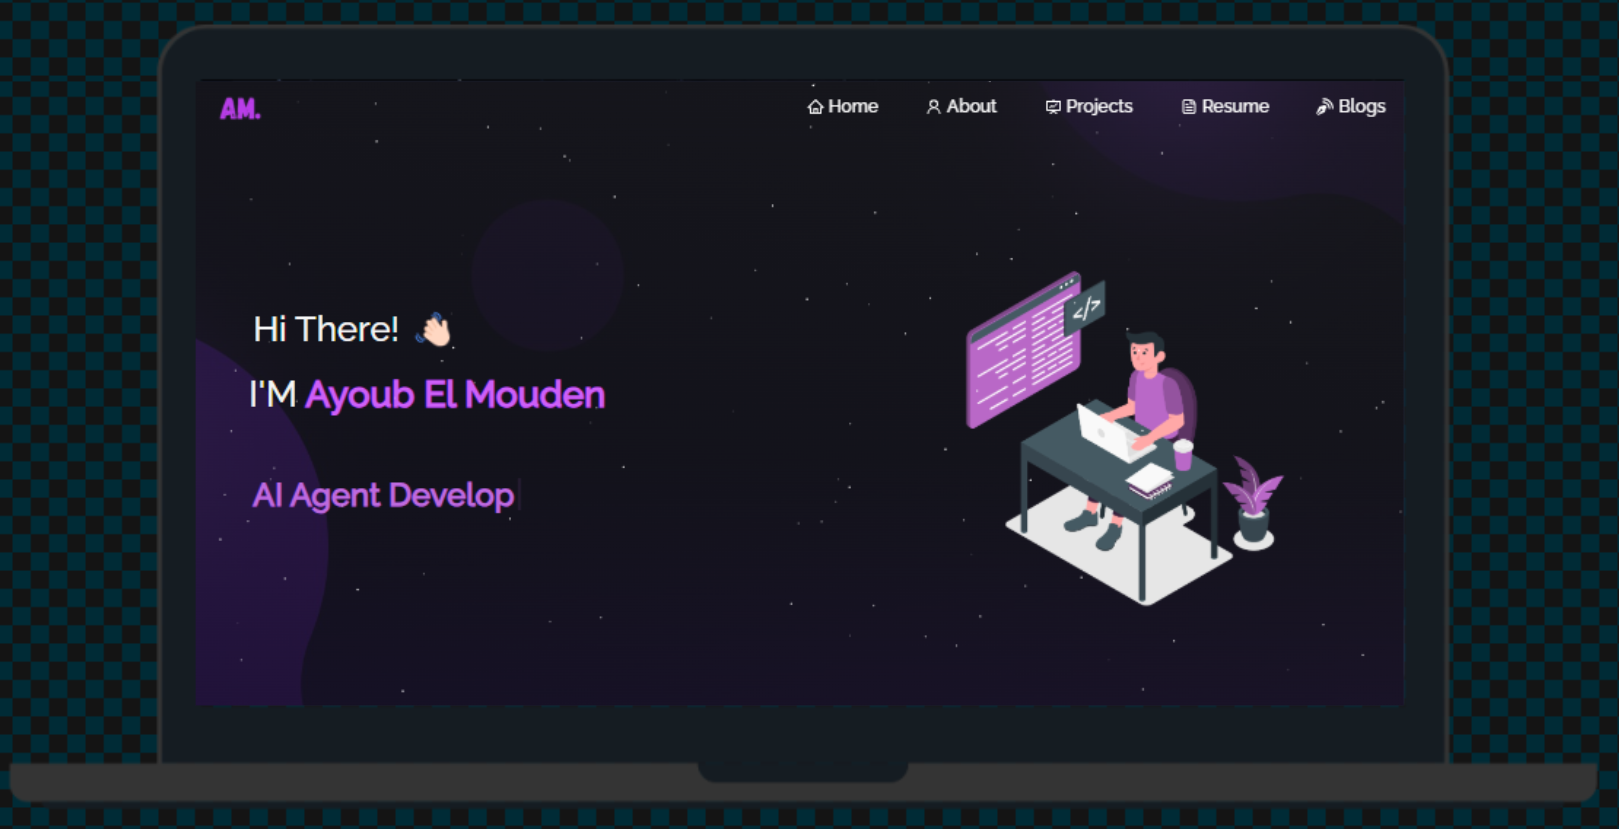 AM.
Home About Projects Resume Blogs
</>
Hi There! 👋🏻
I'M Ayoub El Mouden
AI Agent Develop